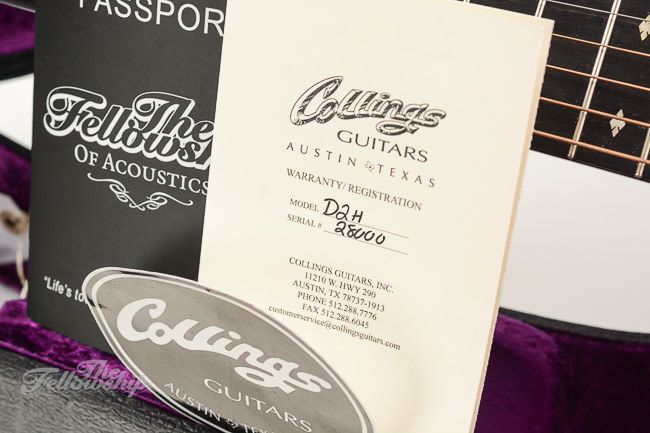 PASSPOR
The
Fellowship
OF ACOUSTICS
"Life's to
Collings
GUITARS
AUSTIN TEXAS
WARRANTY/REGISTRATION
MODEL D2H
SERIAL # 28000
COLLINGS GUITARS, INC.
11210 W. HWY 290
AUSTIN, TX 78737-1913
PHONE 512.288.7776
FAX 512.288.6045
customerservice@collingsguitars.com
Collings
GUITARS
AUSTIN TEXAS
The
Fellowship